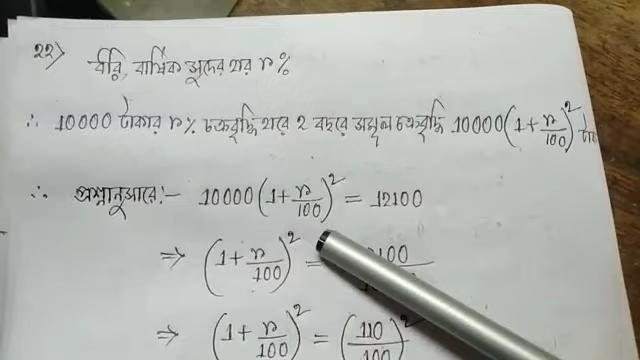 22>
ধরি, বার্ষিক সুদের হার r%
∴ 10000 টাকার r% চক্রবৃদ্ধি হারে 2 বছরে সমূল চক্রবৃদ্ধি 10000(1+r/100)^2
∴ প্রশ্নানুসারে:- 10000(1+r/100)^2 = 12100
⇒ (1+r/100)^2 =
⇒ (1+r/100)^2 = (110/100)^2